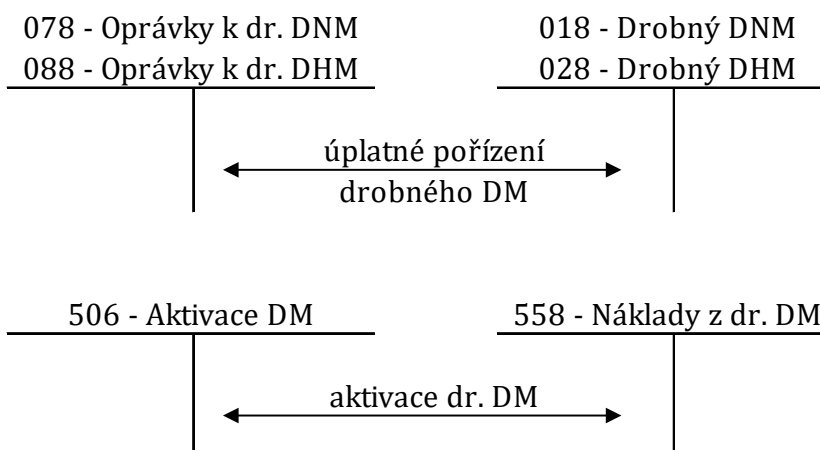 078 - Oprávky k dr. DNM
088 - Oprávky k dr. DHM
018 - Drobný DNM
028 - Drobný DHM
úplatné pořízení
drobného DM
506 - Aktivace DM
558 - Náklady z dr. DM
aktivace dr. DM